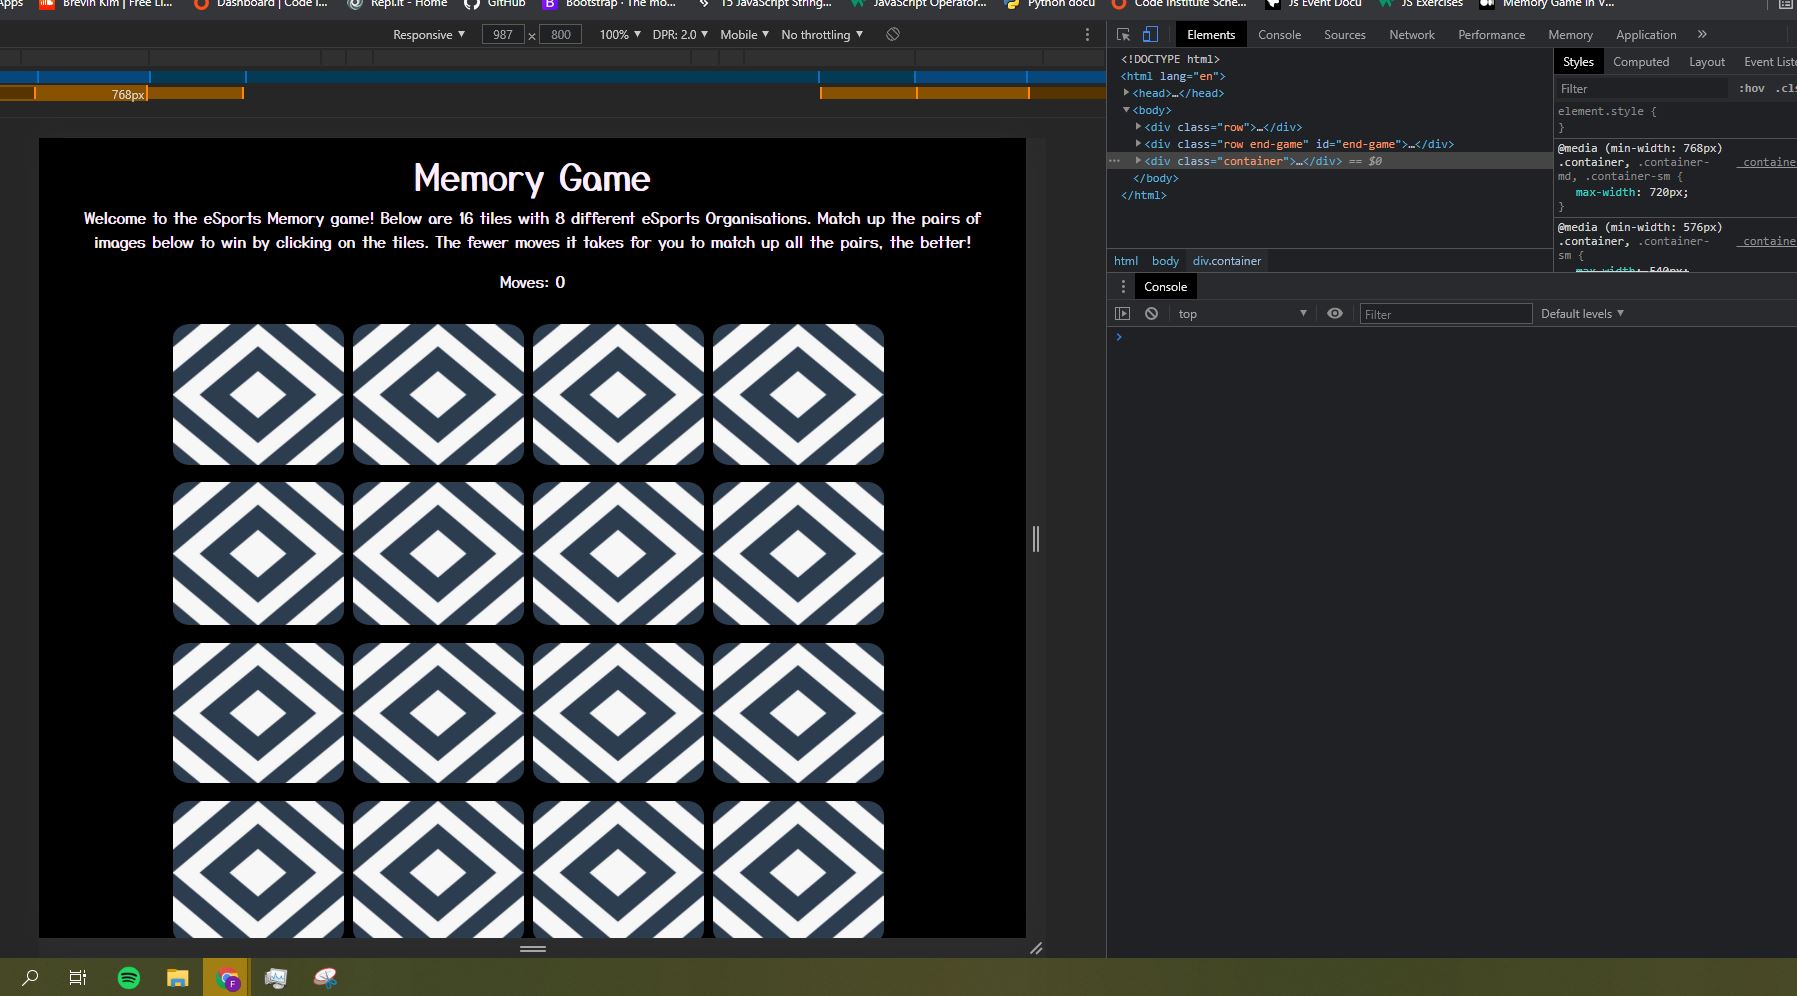 Apps Brevin Kim | Free Li... Dashboard | Code I... Repl.it - Home GitHub Bootstrap · The mo... 15 JavaScript String... JavaScript Operator... Python docu Code Institute Sche... Js Event Docu JS Exercises Memory Game in V...
Responsive ▼ 987 × 800 100% ▼ DPR: 2.0 ▼ Mobile ▼ No throttling ▼
768px
Memory Game
Welcome to the eSports Memory game! Below are 16 tiles with 8 different eSports Organisations. Match up the pairs of
images below to win by clicking on the tiles. The fewer moves it takes for you to match up all the pairs, the better!
Moves: 0
Elements Console Sources Network Performance Memory Application »
<!DOCTYPE html>
<html lang="en">
<head>…</head>
<body>
<div class="row">…</div>
<div class="row end-game" id="end-game">…</div>
<div class="container">…</div> == $0
</body>
</html>
html body div.container
Styles Computed Layout Event Liste
Filter :hov .cls
element.style {
}
@media (min-width: 768px)
.container, .container- _containe
md, .container-sm {
max-width: 720px;
}
@media (min-width: 576px)
.container, .container- _containe
sm {
max-width: 540px;
Console
top ▼ Filter Default levels ▼
>
F